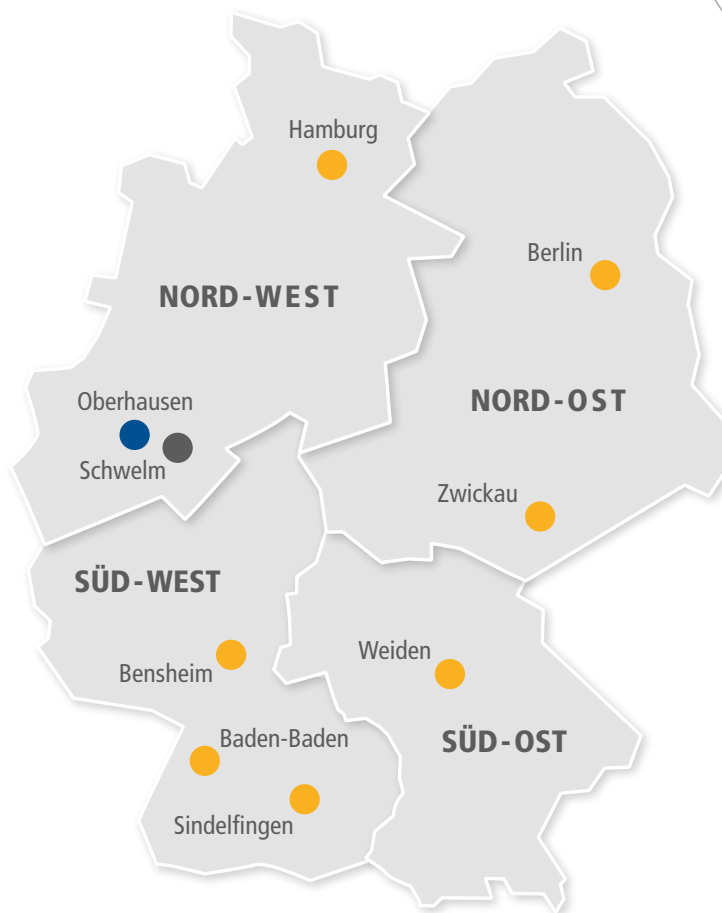 Hamburg
Berlin
NORD-WEST
NORD-OST
Oberhausen
Schwelm
Zwickau
SÜD-WEST
Weiden
Bensheim
SÜD-OST
Baden-Baden
Sindelfingen